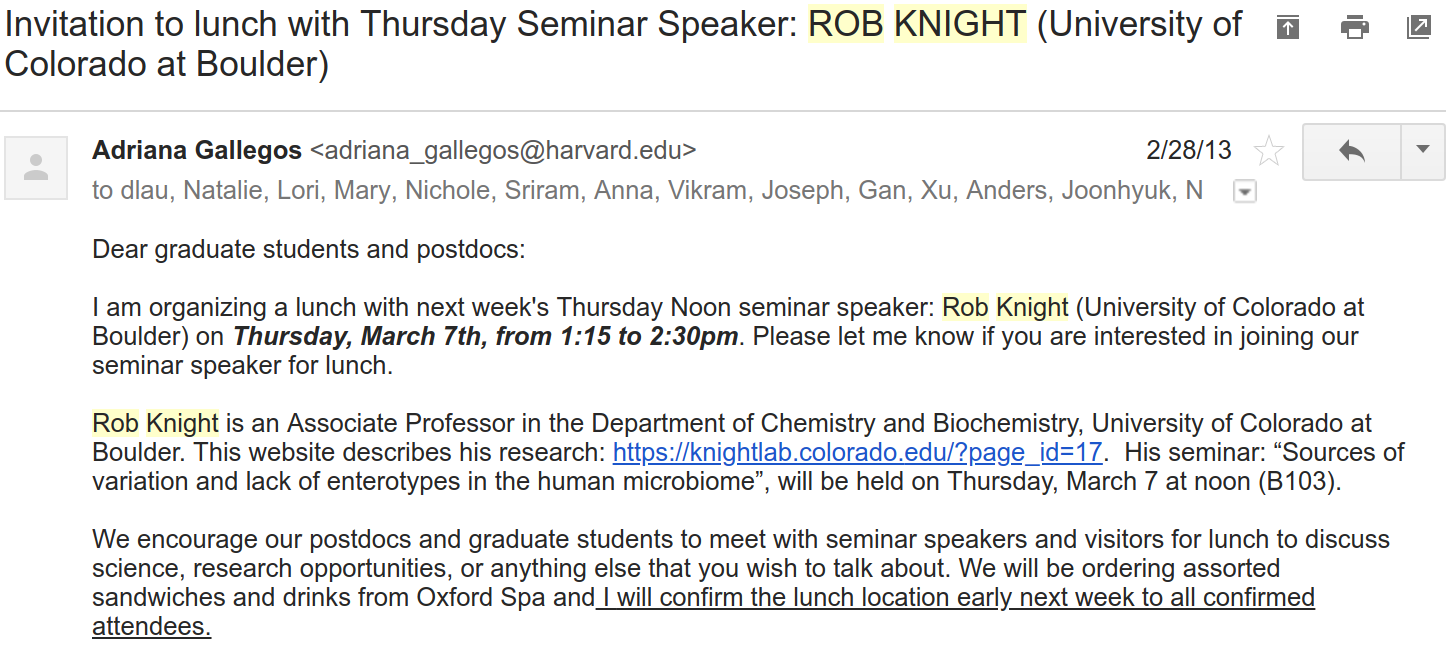 Invitation to lunch with Thursday Seminar Speaker: ROB KNIGHT (University of
Colorado at Boulder)
Adriana Gallegos <adriana_gallegos@harvard.edu>
2/28/13
to dlau, Natalie, Lori, Mary, Nichole, Sriram, Anna, Vikram, Joseph, Gan, Xu, Anders, Joonhyuk, N
Dear graduate students and postdocs:
I am organizing a lunch with next week's Thursday Noon seminar speaker: Rob Knight (University of Colorado at
Boulder) on Thursday, March 7th, from 1:15 to 2:30pm. Please let me know if you are interested in joining our
seminar speaker for lunch.
Rob Knight is an Associate Professor in the Department of Chemistry and Biochemistry, University of Colorado at
Boulder. This website describes his research: https://knightlab.colorado.edu/?page_id=17.  His seminar: “Sources of
variation and lack of enterotypes in the human microbiome”, will be held on Thursday, March 7 at noon (B103).
We encourage our postdocs and graduate students to meet with seminar speakers and visitors for lunch to discuss
science, research opportunities, or anything else that you wish to talk about. We will be ordering assorted
sandwiches and drinks from Oxford Spa and I will confirm the lunch location early next week to all confirmed
attendees.